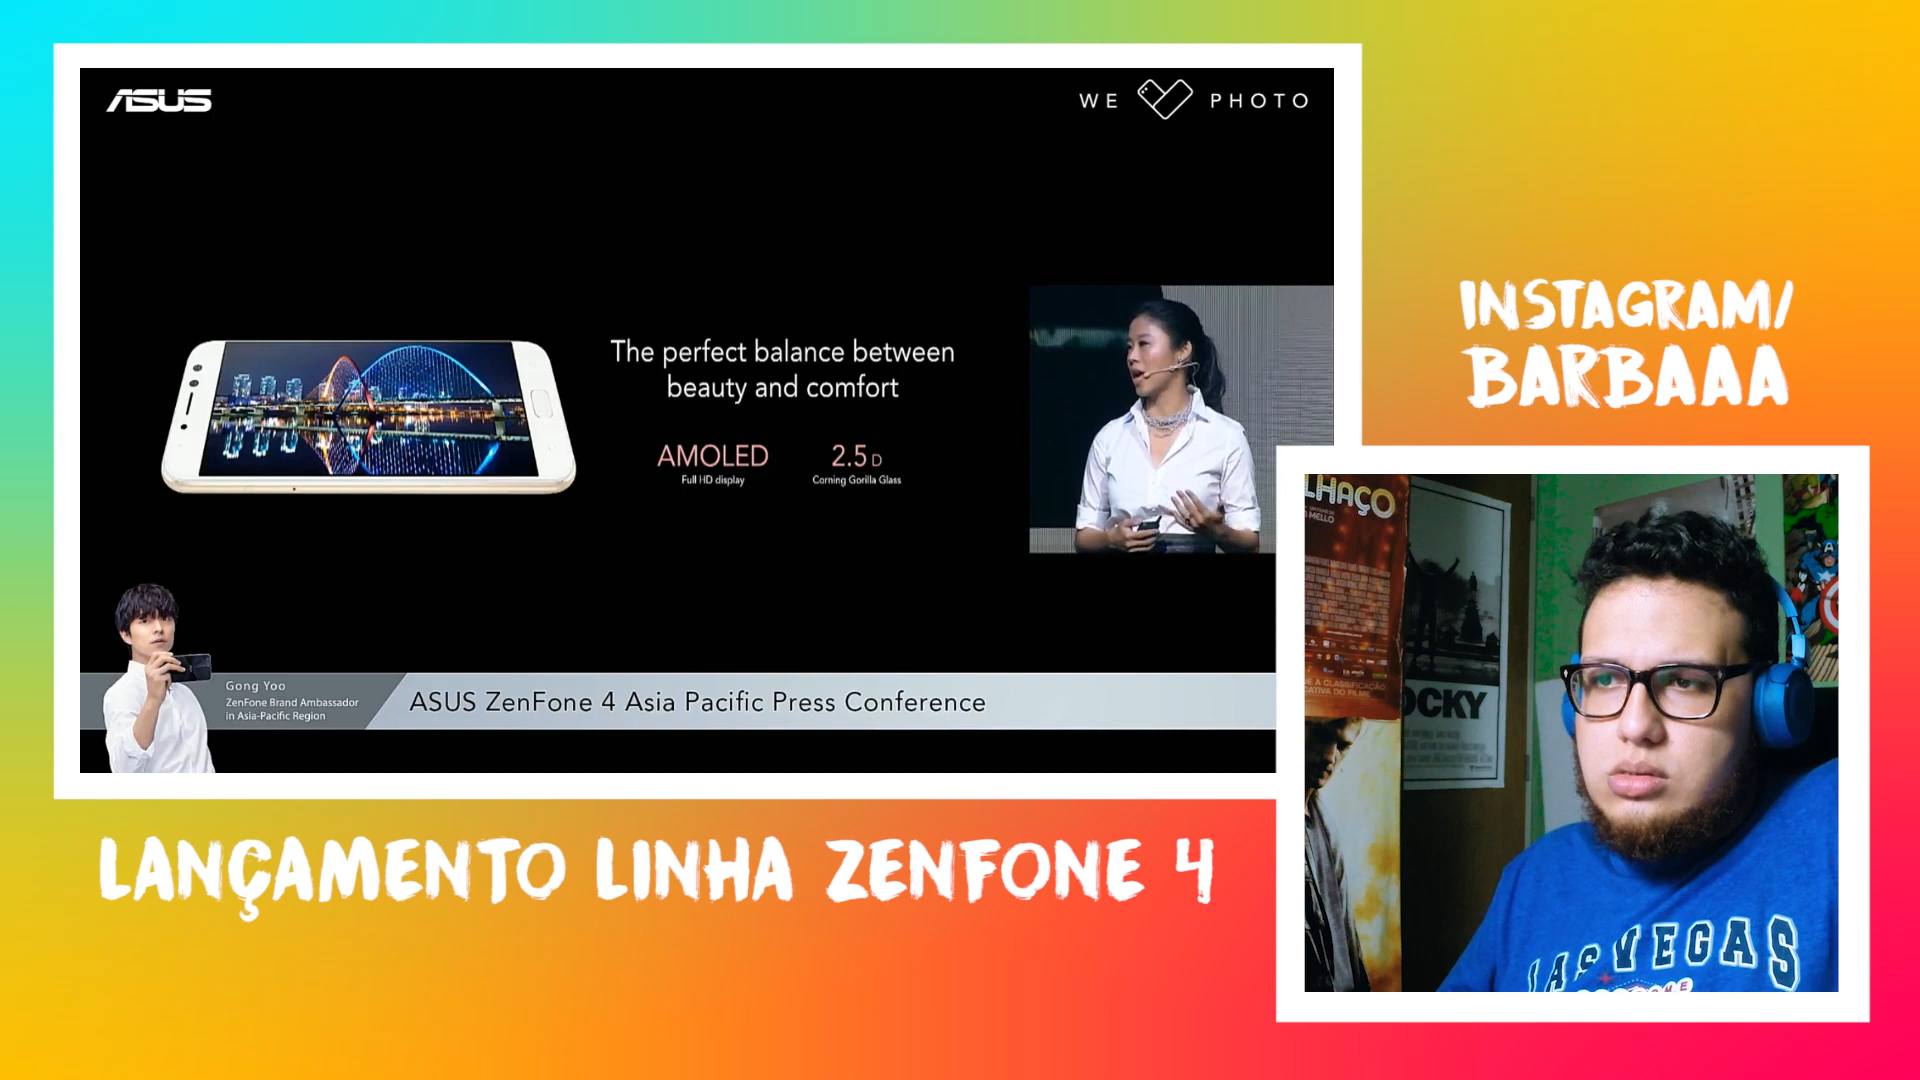 ASUS
WE PHOTO
The perfect balance between
beauty and comfort
AMOLED
Full HD display
2.5 D
Corning Gorilla Glass
Gong Yoo
ZenFone Brand Ambassador
in Asia-Pacific Region
ASUS ZenFone 4 Asia Pacific Press Conference
INSTAGRAM/
BARBAAA
LANÇAMENTO LINHA ZENFONE 4
LHAÇO
MELLO
OCKY
LAS VEGAS